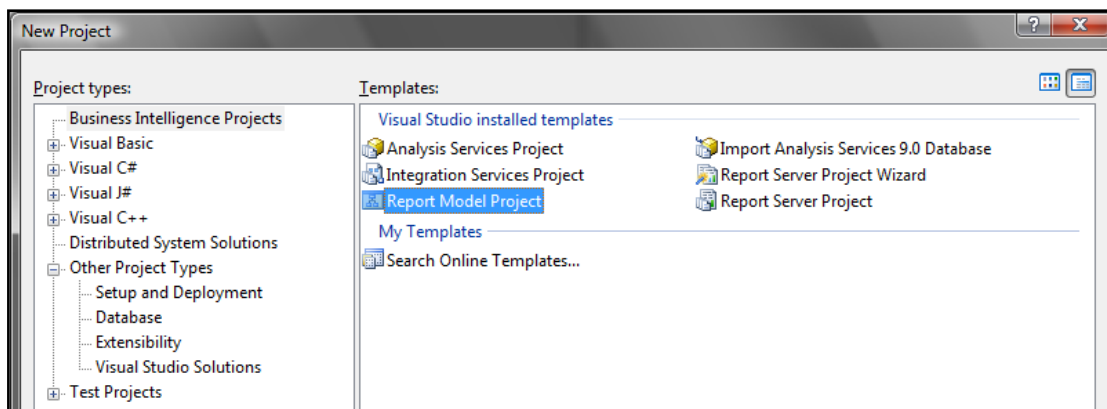 New Project
Project types:
Business Intelligence Projects
Visual Basic
Visual C#
Visual J#
Visual C++
Distributed System Solutions
Other Project Types
Setup and Deployment
Database
Extensibility
Visual Studio Solutions
Test Projects
Templates:
Visual Studio installed templates
Analysis Services Project
Integration Services Project
Report Model Project
Import Analysis Services 9.0 Database
Report Server Project Wizard
Report Server Project
My Templates
Search Online Templates...